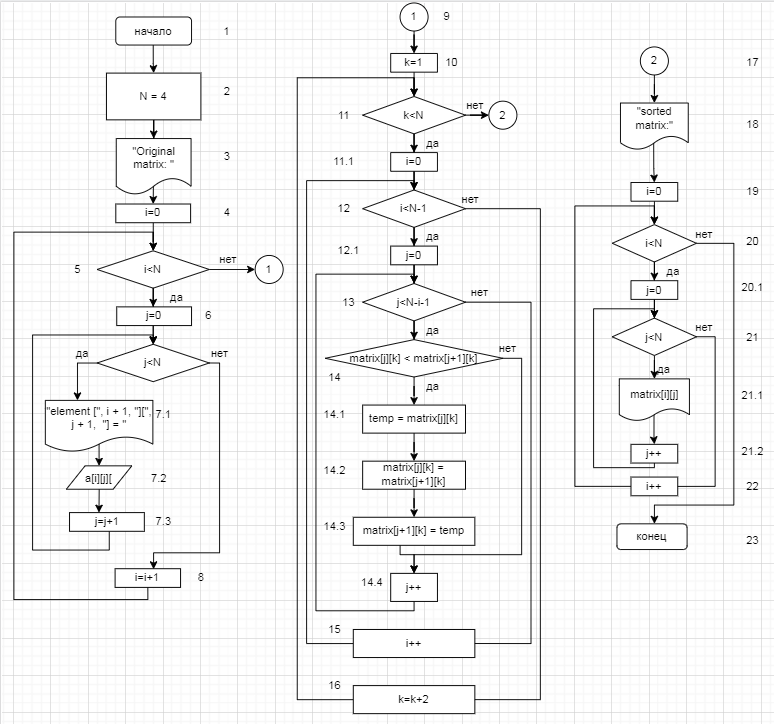 начало
1
N = 4
2
"Original
matrix: "
3
i=0
4
5
i<N
нет
1
да
j=0
6
да
j<N
нет
"element [", i + 1, "][",
j + 1, "] = "
7.1
a[i][j][
7.2
j=j+1
7.3
i=i+1
8
1
9
k=1
10
11
k<N
нет
2
да
11.1
i=0
12
i<N-1
нет
да
12.1
j=0
13
j<N-i-1
нет
да
matrix[j][k] < matrix[j+1][k]
нет
14
да
14.1
temp = matrix[j][k]
14.2
matrix[j][k] =
matrix[j+1][k]
14.3
matrix[j+1][k] = temp
14.4
j++
15
i++
16
k=k+2
2
17
"sorted
matrix:"
18
i=0
19
i<N
нет
20
да
j=0
20.1
j<N
нет
21
да
matrix[i][j]
21.1
j++
21.2
i++
22
конец
23